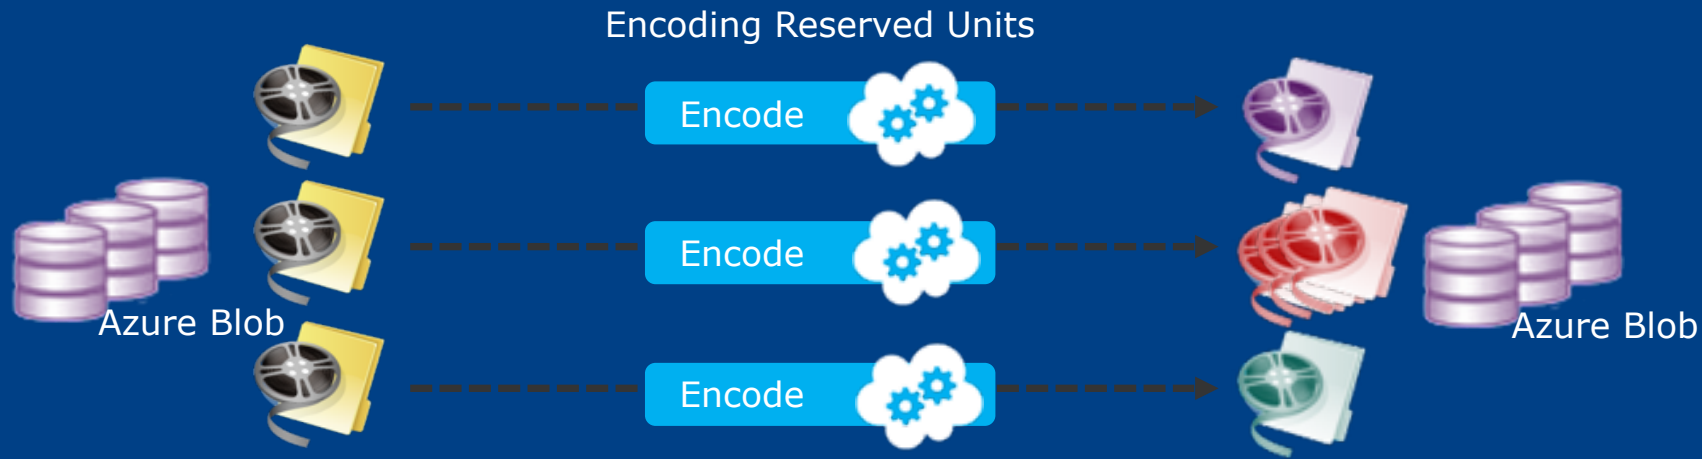 Encoding Reserved Units
Encode
Encode
Azure Blob
Azure Blob
Encode